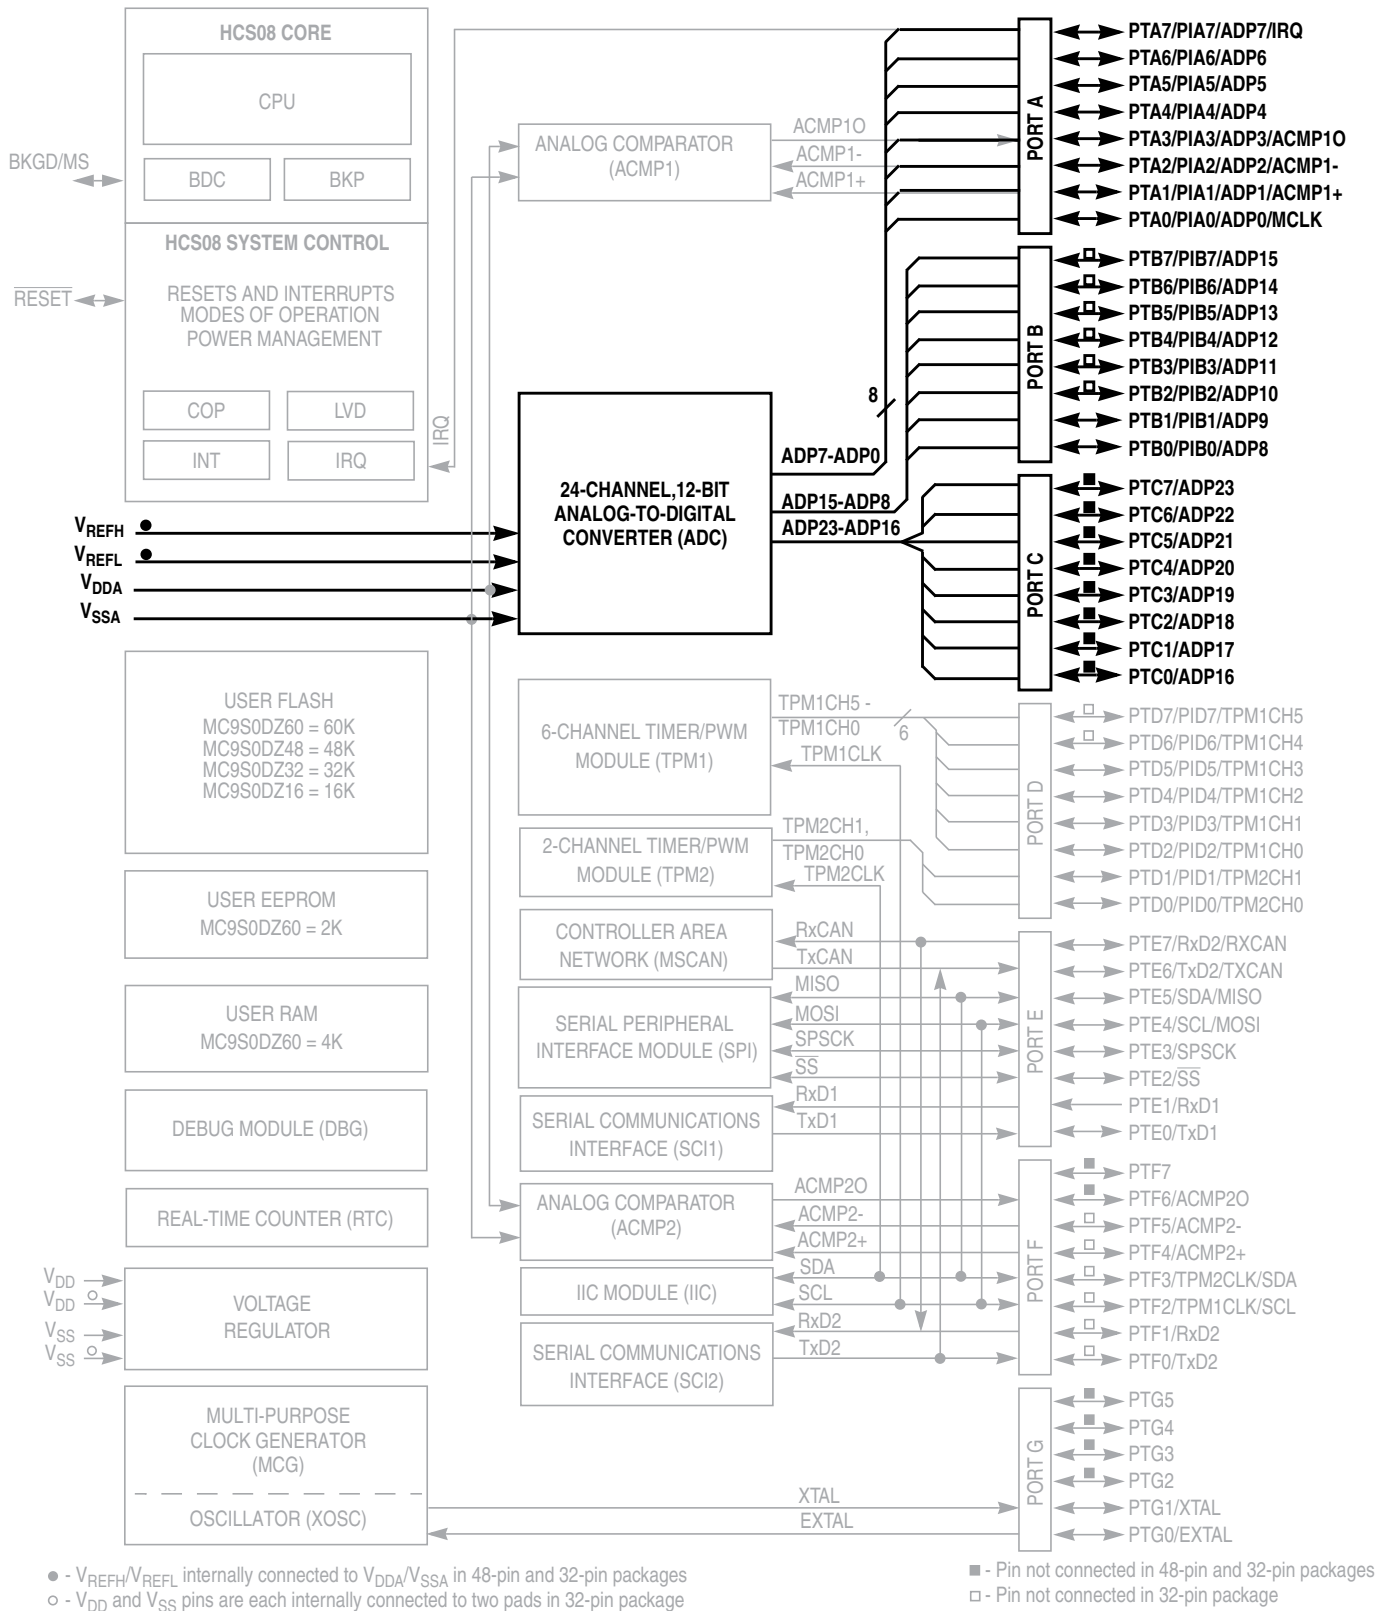 HCS08 CORE
CPU
BDC
BKP
BKGD/MS
HCS08 SYSTEM CONTROL
RESETS AND INTERRUPTS
MODES OF OPERATION
POWER MANAGEMENT
RESET
COP
LVD
INT
IRQ
IRQ
VREFH
VREFL
VDDA
VSSA
USER FLASH
MC9S0DZ60 = 60K
MC9S0DZ48 = 48K
MC9S0DZ32 = 32K
MC9S0DZ16 = 16K
USER EEPROM
MC9S0DZ60 = 2K
USER RAM
MC9S0DZ60 = 4K
DEBUG MODULE (DBG)
REAL-TIME COUNTER (RTC)
VDD
VDD
VSS
VSS
VOLTAGE
REGULATOR
MULTI-PURPOSE
CLOCK GENERATOR
(MCG)
OSCILLATOR (XOSC)
ANALOG COMPARATOR
(ACMP1)
ACMP1O
ACMP1-
ACMP1+
24-CHANNEL,12-BIT
ANALOG-TO-DIGITAL
CONVERTER (ADC)
8
ADP7-ADP0
ADP15-ADP8
ADP23-ADP16
6-CHANNEL TIMER/PWM
MODULE (TPM1)
TPM1CH5 -
TPM1CH0
6
TPM1CLK
2-CHANNEL TIMER/PWM
MODULE (TPM2)
TPM2CH1,
TPM2CH0
TPM2CLK
CONTROLLER AREA
NETWORK (MSCAN)
RxCAN
TxCAN
SERIAL PERIPHERAL
INTERFACE MODULE (SPI)
MISO
MOSI
SPSCK
SS
SERIAL COMMUNICATIONS
INTERFACE (SCI1)
RxD1
TxD1
ANALOG COMPARATOR
(ACMP2)
ACMP2O
ACMP2-
ACMP2+
IIC MODULE (IIC)
SDA
SCL
SERIAL COMMUNICATIONS
INTERFACE (SCI2)
RxD2
TxD2
XTAL
EXTAL
PORT A
PTA7/PIA7/ADP7/IRQ
PTA6/PIA6/ADP6
PTA5/PIA5/ADP5
PTA4/PIA4/ADP4
PTA3/PIA3/ADP3/ACMP1O
PTA2/PIA2/ADP2/ACMP1-
PTA1/PIA1/ADP1/ACMP1+
PTA0/PIA0/ADP0/MCLK
PORT B
PTB7/PIB7/ADP15
PTB6/PIB6/ADP14
PTB5/PIB5/ADP13
PTB4/PIB4/ADP12
PTB3/PIB3/ADP11
PTB2/PIB2/ADP10
PTB1/PIB1/ADP9
PTB0/PIB0/ADP8
PORT C
PTC7/ADP23
PTC6/ADP22
PTC5/ADP21
PTC4/ADP20
PTC3/ADP19
PTC2/ADP18
PTC1/ADP17
PTC0/ADP16
PORT D
PTD7/PID7/TPM1CH5
PTD6/PID6/TPM1CH4
PTD5/PID5/TPM1CH3
PTD4/PID4/TPM1CH2
PTD3/PID3/TPM1CH1
PTD2/PID2/TPM1CH0
PTD1/PID1/TPM2CH1
PTD0/PID0/TPM2CH0
PORT E
PTE7/RxD2/RXCAN
PTE6/TxD2/TXCAN
PTE5/SDA/MISO
PTE4/SCL/MOSI
PTE3/SPSCK
PTE2/SS
PTE1/RxD1
PTE0/TxD1
PORT F
PTF7
PTF6/ACMP2O
PTF5/ACMP2-
PTF4/ACMP2+
PTF3/TPM2CLK/SDA
PTF2/TPM1CLK/SCL
PTF1/RxD2
PTF0/TxD2
PORT G
PTG5
PTG4
PTG3
PTG2
PTG1/XTAL
PTG0/EXTAL
● - VREFH/VREFL internally connected to VDDA/VSSA in 48-pin and 32-pin packages
○ - VDD and VSS pins are each internally connected to two pads in 32-pin package
■ - Pin not connected in 48-pin and 32-pin packages
□ - Pin not connected in 32-pin package